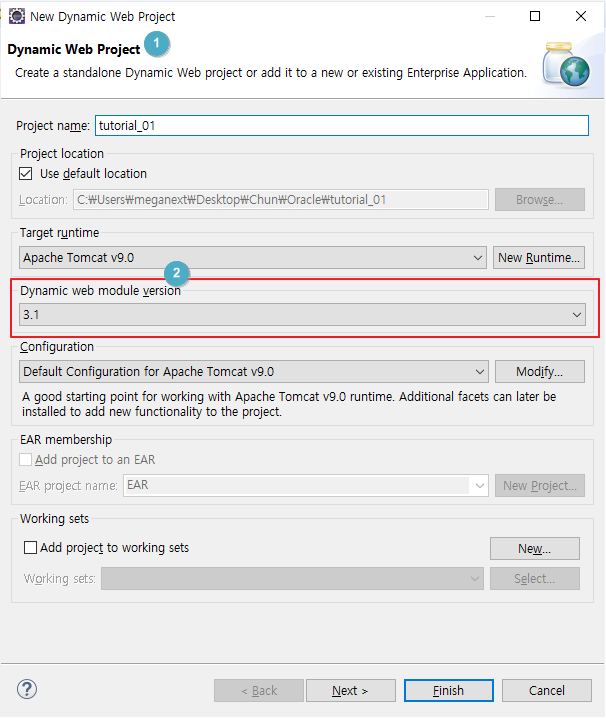 New Dynamic Web Project
Dynamic Web Project 1
Create a standalone Dynamic Web project or add it to a new or existing Enterprise Application.
Project name: tutorial_01
Project location
Use default location
Location: C:₩Users₩meganext₩Desktop₩Chun₩Oracle₩tutorial_01 Browse...
Target runtime
Apache Tomcat v9.0 New Runtime...
2
Dynamic web module version
3.1
Configuration
Default Configuration for Apache Tomcat v9.0 Modify...
A good starting point for working with Apache Tomcat v9.0 runtime. Additional facets can later be
installed to add new functionality to the project.
EAR membership
Add project to an EAR
EAR project name: EAR New Project...
Working sets
Add project to working sets New...
Working sets: Select...
? < Back Next > Finish Cancel